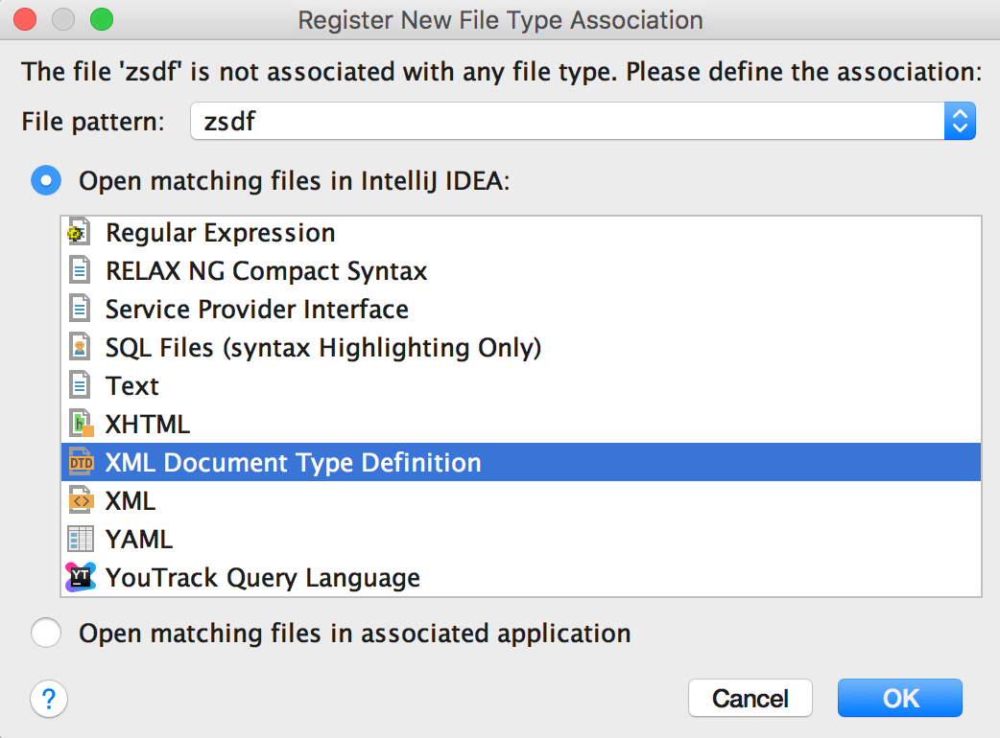 Register New File Type Association
The file 'zsdf' is not associated with any file type. Please define the association:
File pattern: zsdf
Open matching files in IntelliJ IDEA:
Regular Expression
RELAX NG Compact Syntax
Service Provider Interface
SQL Files (syntax Highlighting Only)
Text
h XHTML
DTD XML Document Type Definition
<> XML
YAML
YT YouTrack Query Language
Open matching files in associated application
? Cancel OK